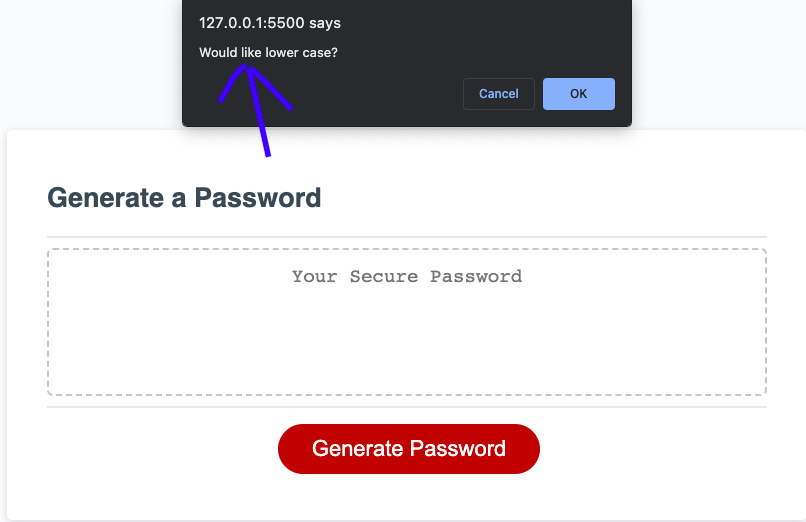 127.0.0.1:5500 says
Would like lower case?
Cancel
OK
Generate a Password
Your Secure Password
Generate Password